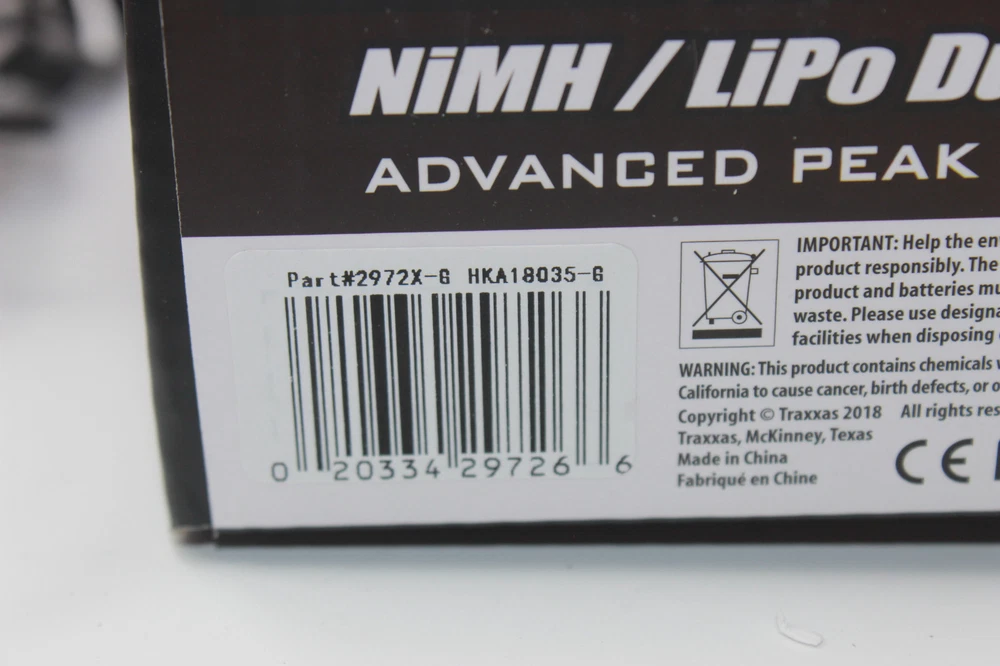 NiMH / LiPo
ADVANCED PEAK
Part#2972X-G HKA18035-G
0 20334 29726 6
IMPORTANT: Help the
product responsibly. The
product and batteries
waste. Please use
facilities when disposing
WARNING: This product contains chemicals
California to cause cancer, birth defects, or
Copyright © Traxxas 2018 All rights
Traxxas, McKinney, Texas
Made in China
Fabriqué en Chine
CE